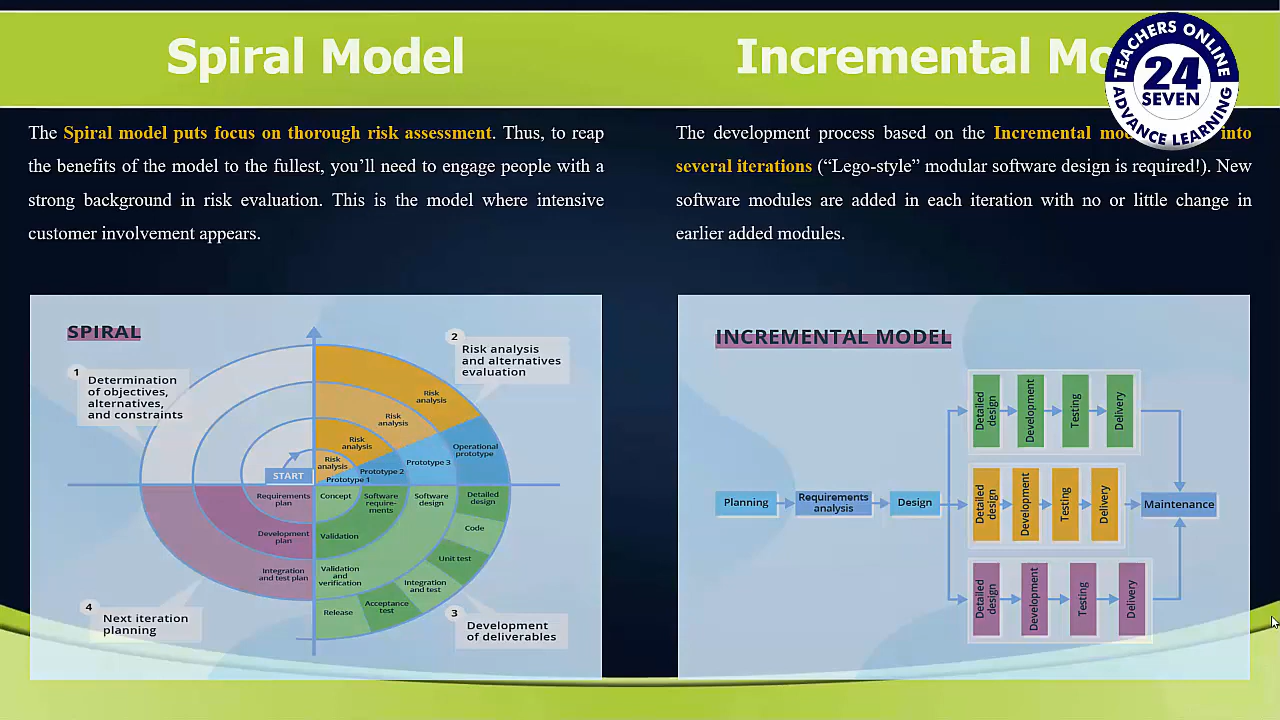 Spiral Model
The Spiral model puts focus on thorough risk assessment. Thus, to reap
the benefits of the model to the fullest, you’ll need to engage people with a
strong background in risk evaluation. This is the model where intensive
customer involvement appears.
SPIRAL
1
Determination
of objectives,
alternatives,
and constraints
2
Risk analysis
and alternatives
evaluation
Risk
analysis
Risk
analysis
Risk
analysis
Risk
analysis
START
Prototype 1
Prototype 2
Prototype 3
Operational
prototype
Requirements
plan
Concept
Software
require-
ments
Software
design
Detailed
design
Development
plan
Validation
Code
Integration
and test plan
Validation
and
verification
Unit test
Integration
and test
Release
Acceptance
test
4
Next iteration
planning
3
Development
of deliverables
Incremental
The development process based on the Incremental into
several iterations (“Lego-style” modular software design is required!). New
software modules are added in each iteration with no or little change in
earlier added modules.
INCREMENTAL MODEL
Planning
Requirements
analysis
Design
Detailed
design
Development
Testing
Delivery
Detailed
design
Development
Testing
Delivery
Detailed
design
Development
Testing
Delivery
Maintenance
TEACHERS ONLINE
24
SEVEN
ADVANCE LEARNING